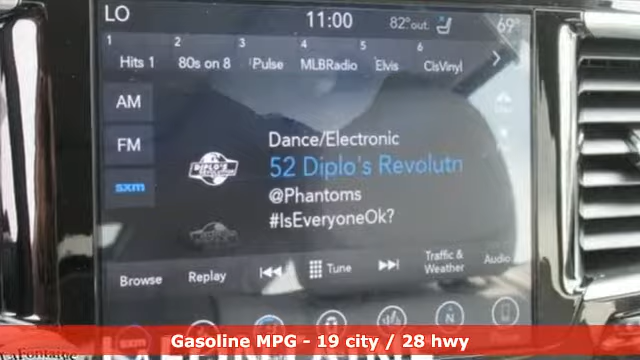 LO 11:00 82°out. 69°
1 2 3 4 5 6
Hits 1 80s on 8 Pulse MLBRadio Elvis ClsVinyl
AM
FM
sxm
Dance/Electronic
52 Diplo's Revolutn
@Phantoms
#IsEveryoneOk?
DIPLO'S
Browse Replay Tune Traffic & Weather Audio
Gasoline MPG - 19 city / 28 hwy